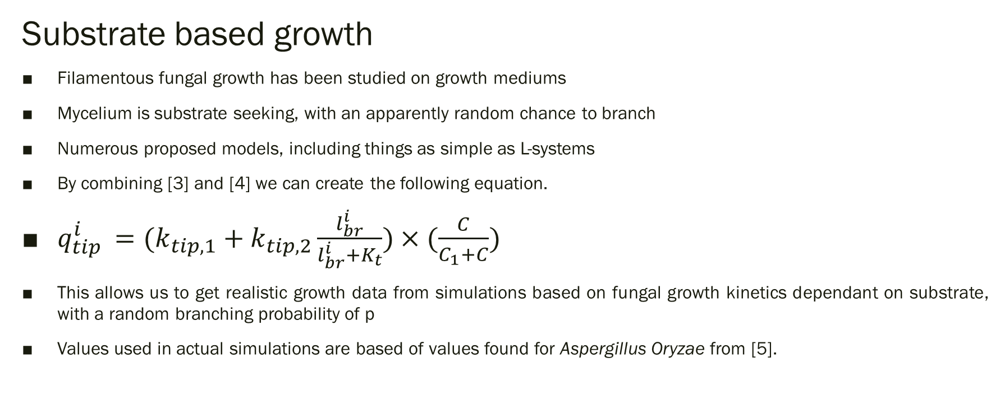 Substrate based growth
■ Filamentous fungal growth has been studied on growth mediums
■ Mycelium is substrate seeking, with an apparently random chance to branch
■ Numerous proposed models, including things as simple as L-systems
■ By combining [3] and [4] we can create the following equation.
■ $q_{tip}^{i} = (k_{tip,1} + k_{tip,2} \frac{l_{br}^{i}}{l_{br}^{i}+K_t}) \times (\frac{C}{C_1+C})$
■ This allows us to get realistic growth data from simulations based on fungal growth kinetics dependant on substrate,
with a random branching probability of p
■ Values used in actual simulations are based of values found for Aspergillus Oryzae from [5].